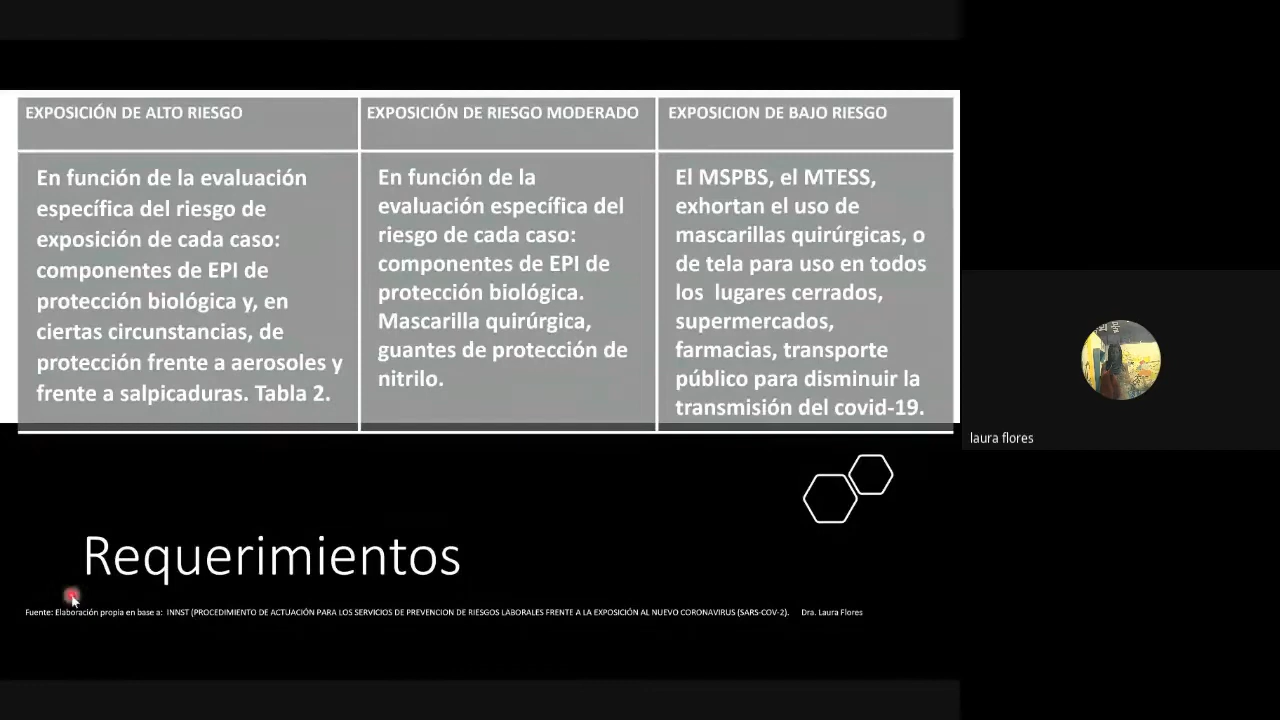 EXPOSICIÓN DE ALTO RIESGO
EXPOSICIÓN DE RIESGO MODERADO
EXPOSICION DE BAJO RIESGO
En función de la evaluación
específica del riesgo de
exposición de cada caso:
componentes de EPI de
protección biológica y, en
ciertas circunstancias, de
protección frente a aerosoles y
frente a salpicaduras. Tabla 2.
En función de la
evaluación específica del
riesgo de cada caso:
componentes de EPI de
protección biológica.
Mascarilla quirúrgica,
guantes de protección de
nitrilo.
El MSPBS, el MTESS,
exhortan el uso de
mascarillas quirúrgicas, o
de tela para uso en todos
los lugares cerrados,
supermercados,
farmacias, transporte
público para disminuir la
transmisión del covid-19.
laura flores
Requerimientos
Fuente: Elaboración propia en base a: INNST (PROCEDIMIENTO DE ACTUACIÓN PARA LOS SERVICIOS DE PREVENCION DE RIESGOS LABORALES FRENTE A LA EXPOSICIÓN AL NUEVO CORONAVIRUS (SARS-COV-2). Dra. Laura Flores